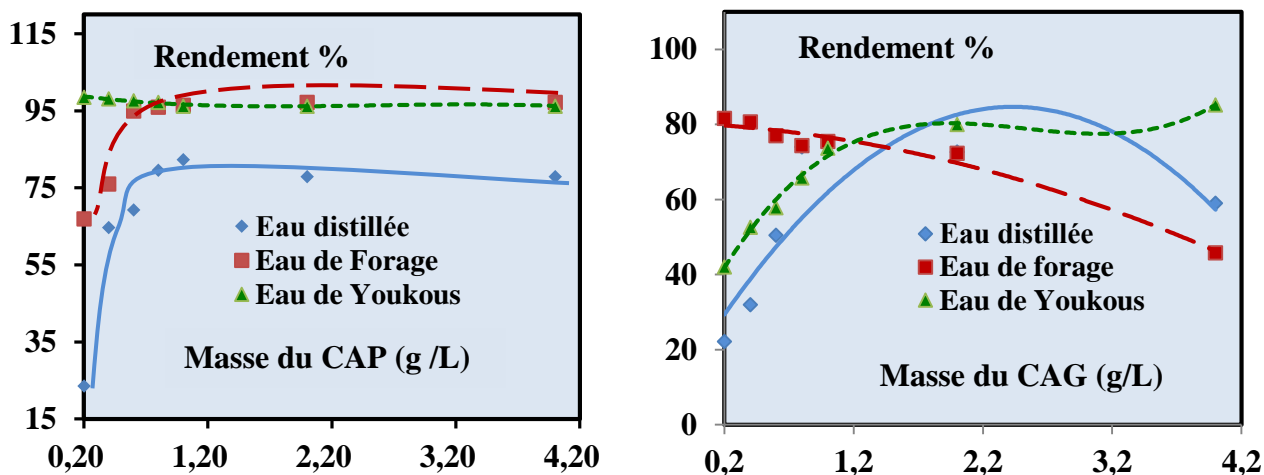 115
95
75
55
35
15
Rendement %
Eau distillée
Eau de Forage
Eau de Youkous
Masse du CAP (g /L)
0,20 1,20 2,20 3,20 4,20
100
80
60
40
20
0
Rendement %
Eau distillée
Eau de forage
Eau de Youkous
Masse du CAG (g/L)
0,2 1,2 2,2 3,2 4,2